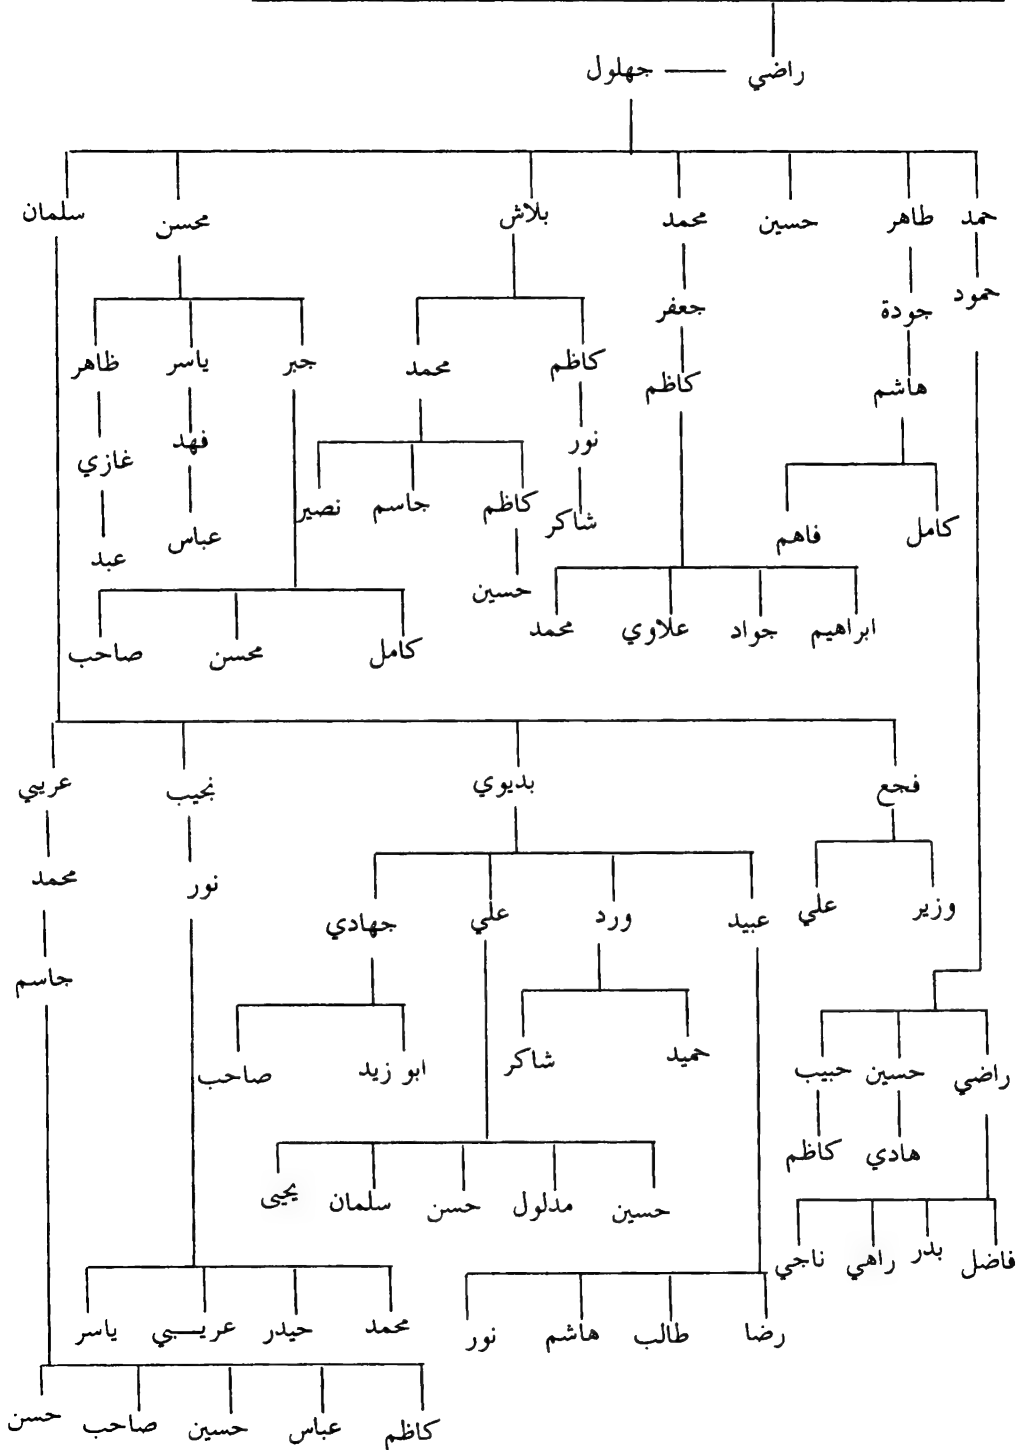 راضي جهلول
حمد طاهر حسين محمد بلاش محسن سلمان
حمود جودة جعفر
كاظم محمد جبر ياسر ظاهر
هاشم كاظم
نور فهد غازي
كامل فاهم شاكر كاظم جاسم نصير عباس عبد
حسين
ابراهيم جواد علاوي محمد
كامل محسن صاحب
فجع بديوي نجيب عريبي
وزير علي عبيد ورد علي جهادي نور محمد
جاسم
راضي حسين حبيب حميد شاكر ابو زيد صاحب
هادي كاظم
حسين مدلول حسن سلمان يحيى
فاضل بدر راهي ناجي
رضا طالب هاشم نور محمد حيدر عريـبي ياسر
كاظم عباس حسين صاحب حسن